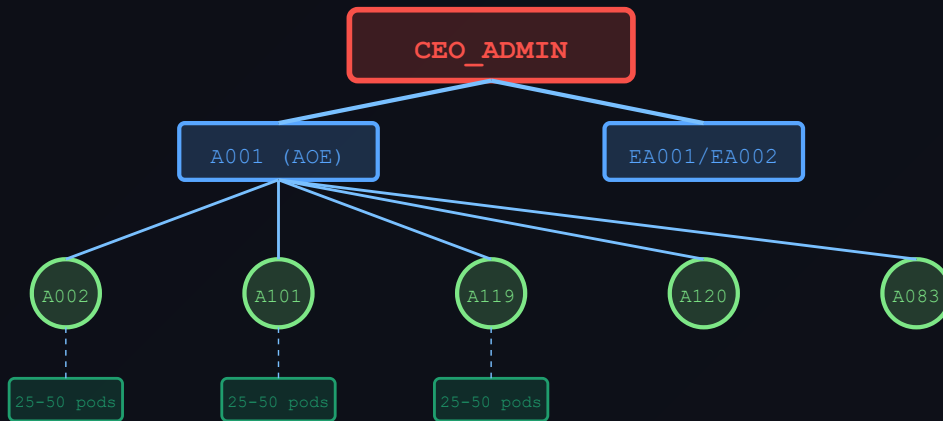 CEO_ADMIN
A001 (AOE)
EA001/EA002
A002
A101
A119
A120
A083
25-50 pods
25-50 pods
25-50 pods